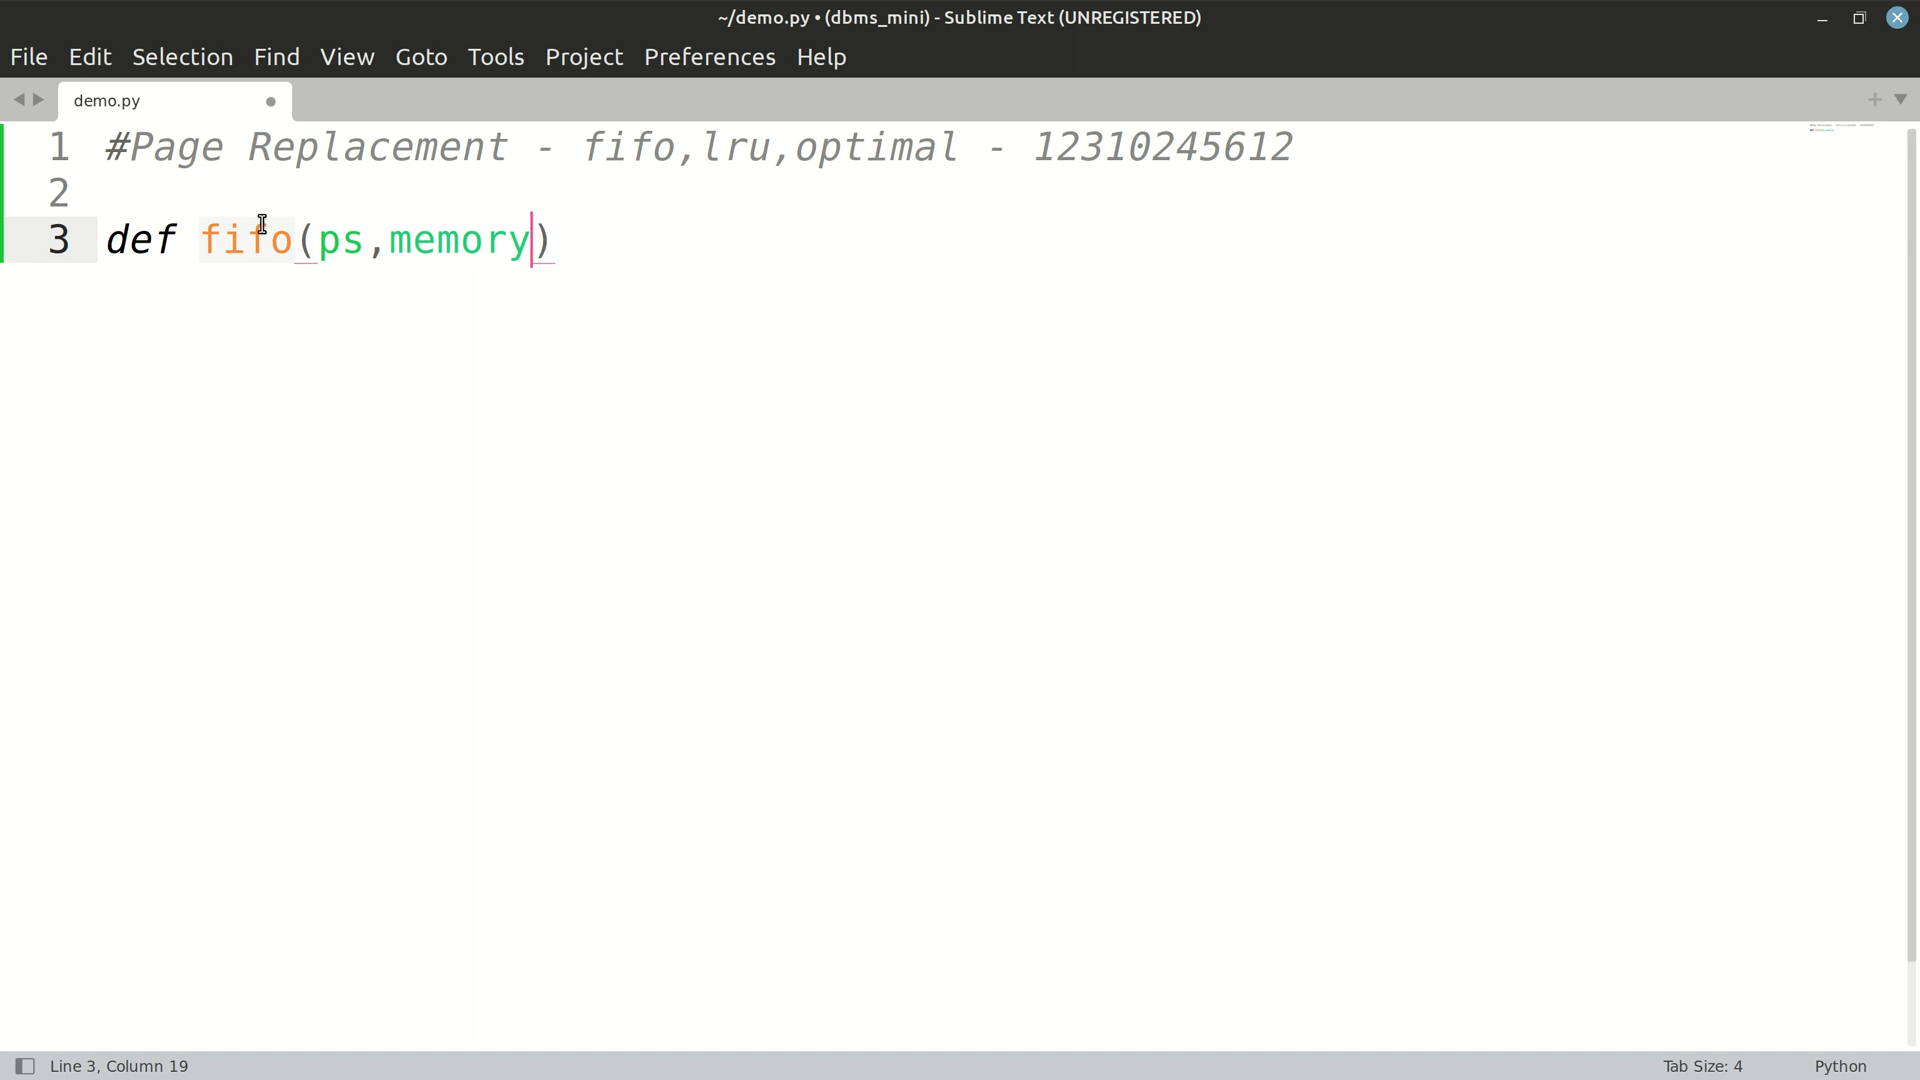 ~/demo.py • (dbms_mini) - Sublime Text (UNREGISTERED)
File Edit Selection Find View Goto Tools Project Preferences Help
demo.py
1 #Page Replacement - fifo,lru,optimal - 12310245612
2
3 def fifo(ps,memory)
Line 3, Column 19 Tab Size: 4 Python